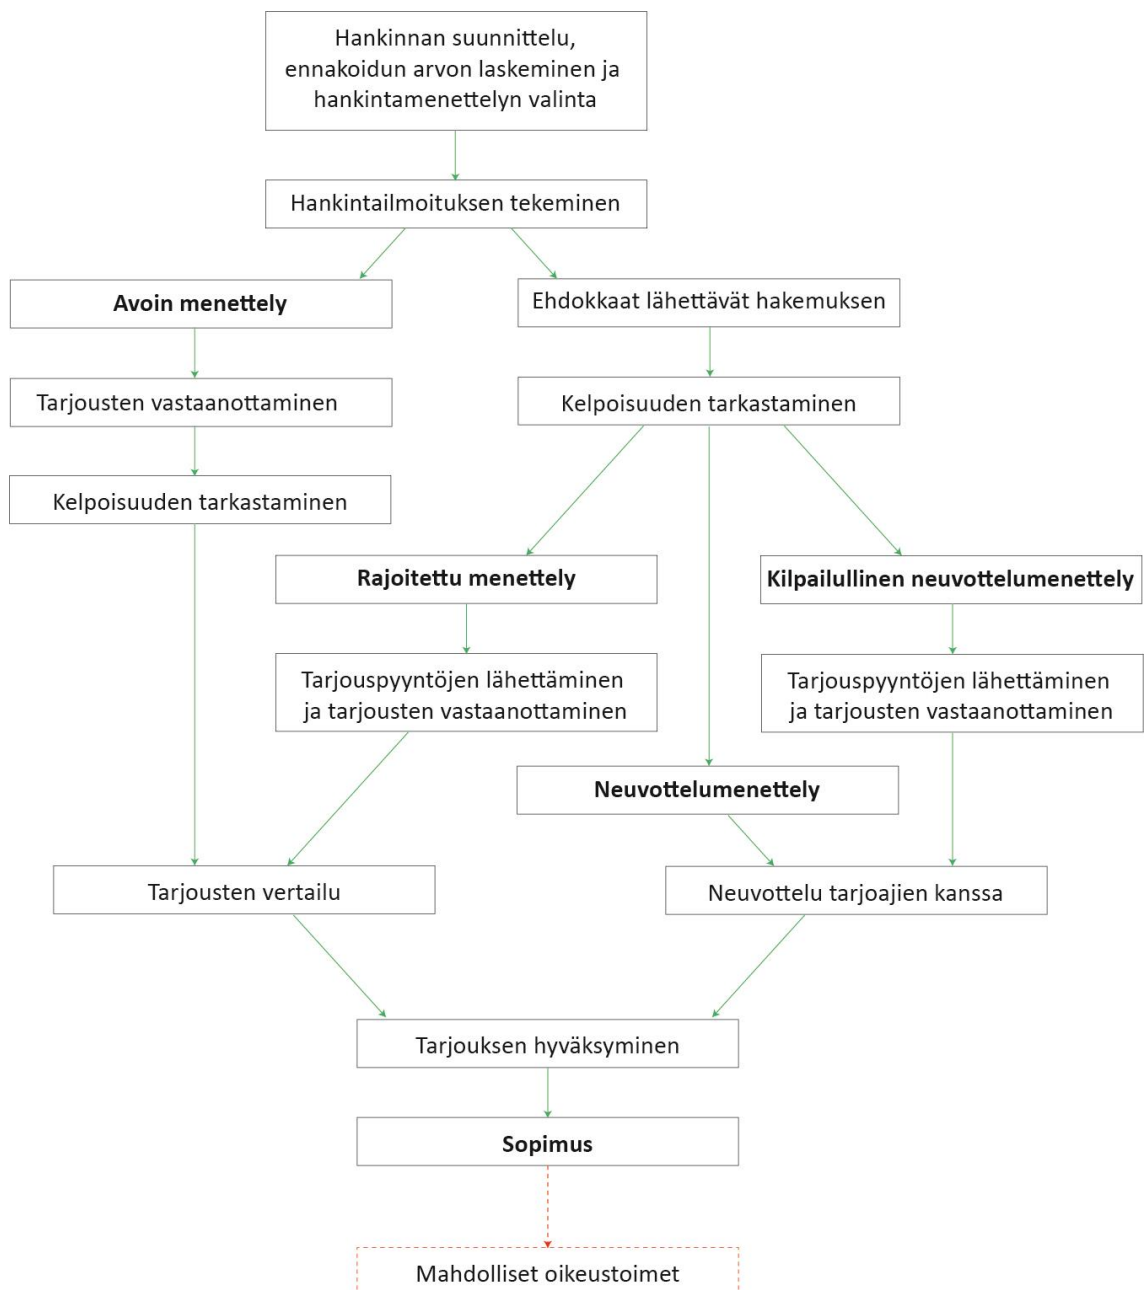 Hankinnan suunnittelu,
ennakoidun arvon laskeminen ja
hankintamenettelyn valinta
Hankintailmoituksen tekeminen
Avoin menettely
Ehdokkaat lähettävät hakemuksen
Tarjousten vastaanottaminen
Kelpoisuuden tarkastaminen
Kelpoisuuden tarkastaminen
Rajoitettu menettely
Kilpailullinen neuvottelumenettely
Tarjouspyyntöjen lähettäminen
ja tarjousten vastaanottaminen
Tarjouspyyntöjen lähettäminen
ja tarjousten vastaanottaminen
Neuvottelumenettely
Tarjousten vertailu
Neuvottelu tarjoajien kanssa
Tarjouksen hyväksyminen
Sopimus
Mahdolliset oikeustoimet